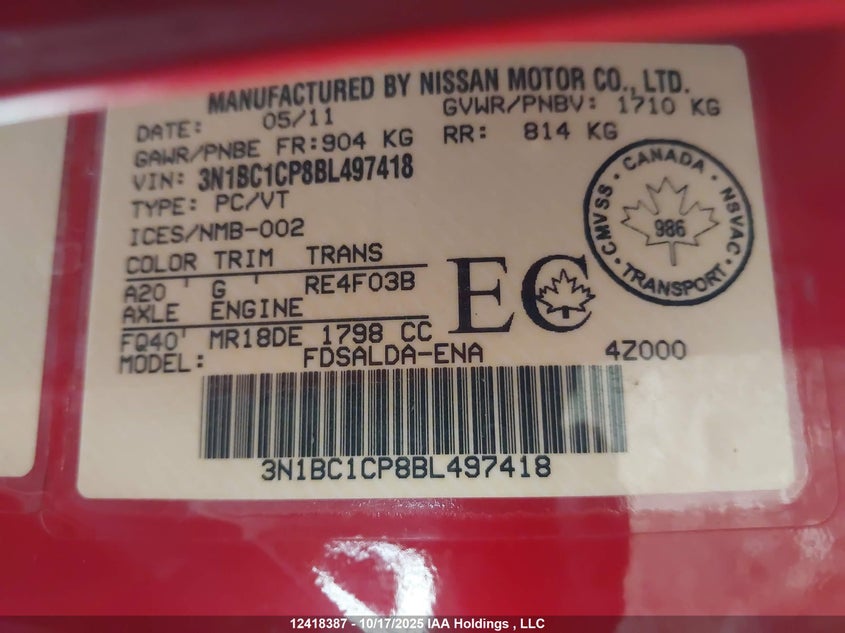 MANUFACTURED BY NISSAN MOTOR CO., LTD.
DATE: 05/11 GVWR/PNBV: 1710 KG
GAWR/PNBE FR:904 KG RR: 814 KG
VIN: 3N1BC1CP8BL497418
TYPE: PC/VT
ICES/NMB-002
COLOR TRIM TRANS
A20 ' G ' RE4F03B
AXLE ENGINE
FQ40' MR18DE 1798 CC
MODEL: FDSALDA-ENA 4Z000
EC
CANADA · NSVAC · TRANSPORT · CMVSS ·
986
3N1BC1CP8BL497418
12418387 - 10/17/2025 IAA Holdings , LLC